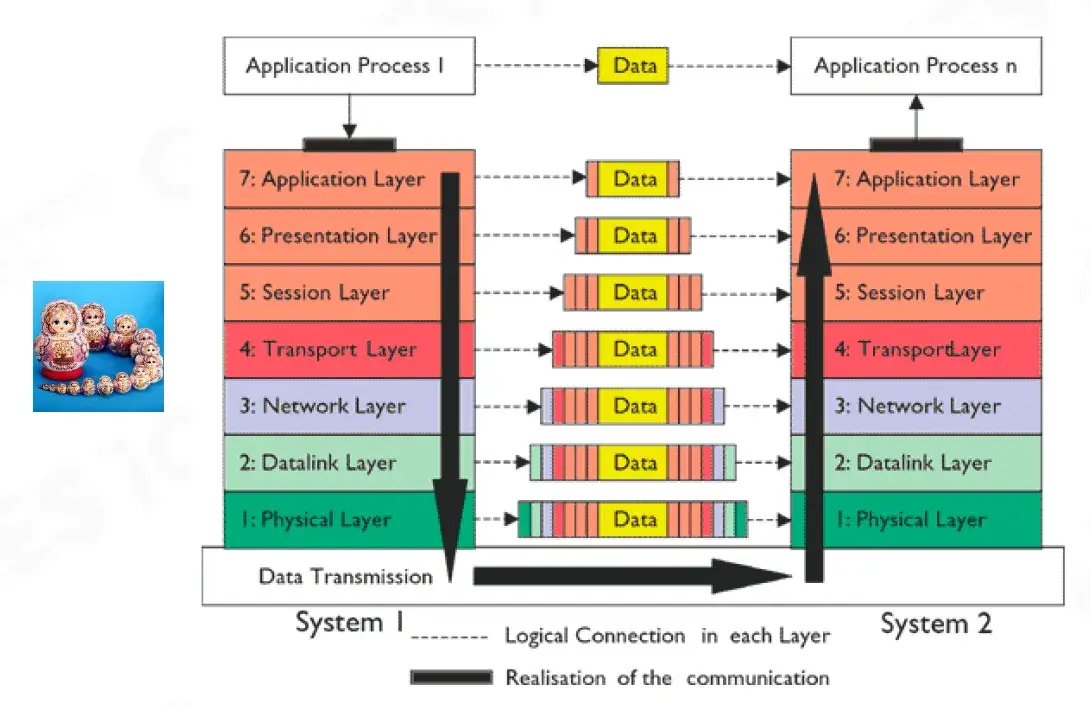 Application Process 1
Data
Application Process n
7: Application Layer
Data
7: Application Layer
6: Presentation Layer
Data
6: Presentation Layer
5: Session Layer
Data
5: Session Layer
4: Transport Layer
Data
4: TransportLayer
3: Network Layer
Data
3: Network Layer
2: Datalink Layer
Data
2: Datalink Layer
1: Physical Layer
Data
1: Physical Layer
Data Transmission
System 1
System 2
Logical Connection in each Layer
Realisation of the communication